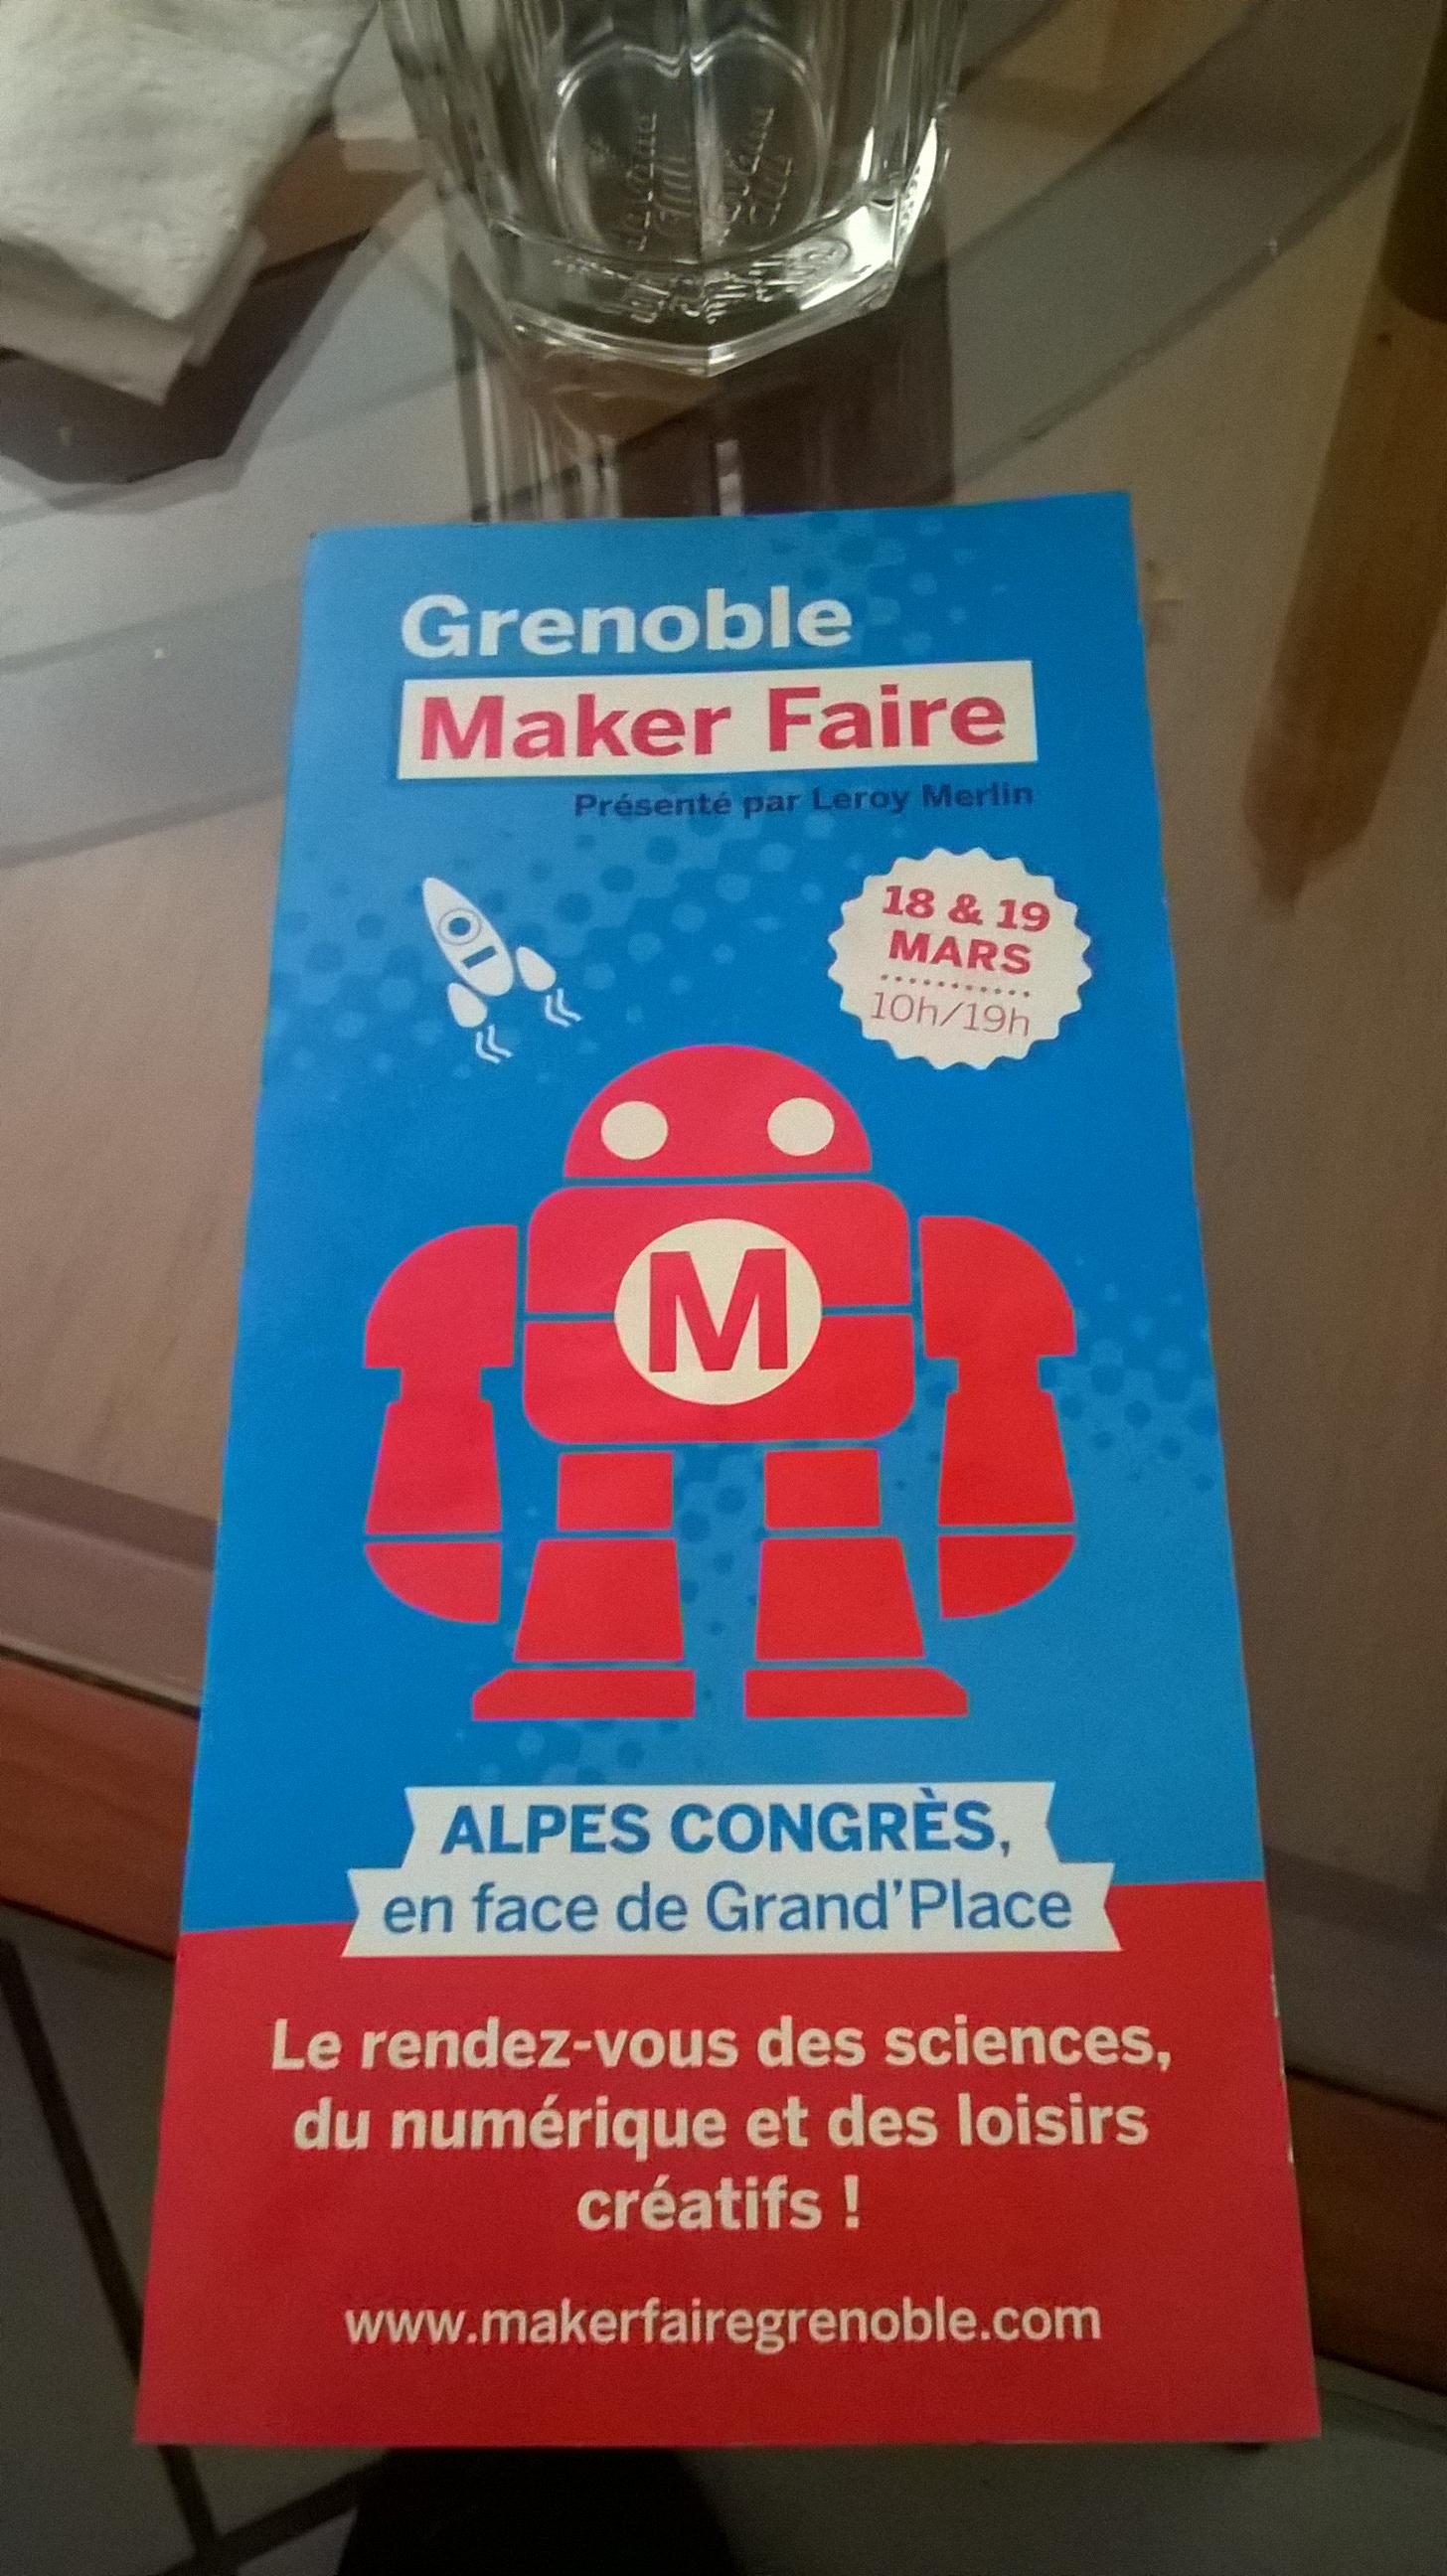 Grenoble
Maker Faire
Présenté par Leroy Merlin
18 & 19
MARS
10h/19h
M
ALPES CONGRÈS,
en face de Grand'Place
Le rendez-vous des sciences,
du numérique et des loisirs
créatifs !
www.makerfairegrenoble.com